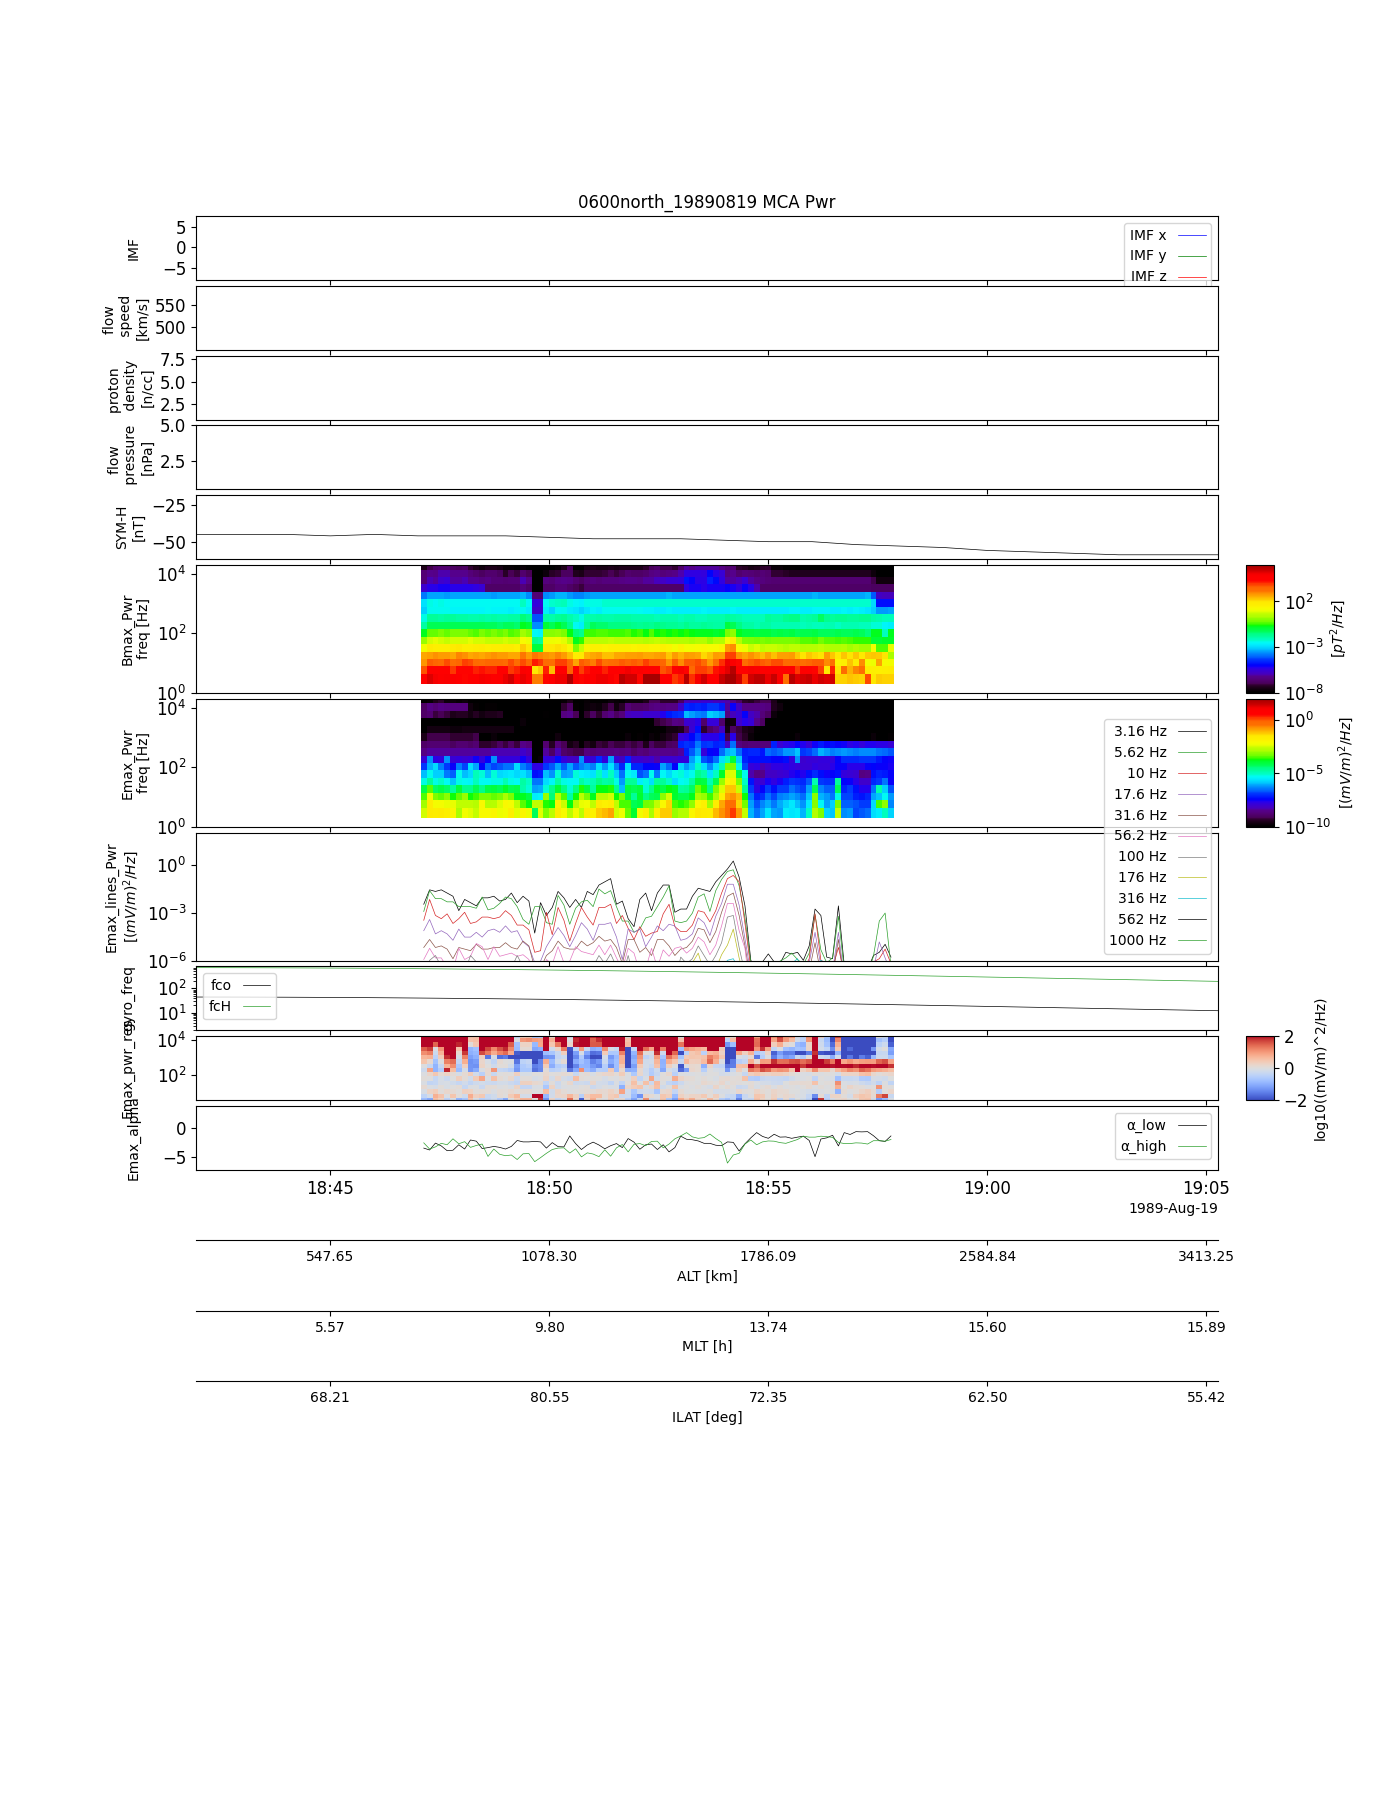 0600north_19890819 MCA Pwr
IMF
5
0
−5
IMF x
IMF y
IMF z
flow
speed
[km/s]
550
500
proton
density
[n/cc]
7.5
5.0
2.5
flow
pressure
[nPa]
5.0
2.5
SYM-H
[nT]
−25
−50
Bmax_Pwr
freq [Hz]
10^4
10^2
10^0
10^2
10^−3
10^−8
[pT^2/Hz]
Emax_Pwr
freq [Hz]
10^4
10^2
10^0
10^0
10^−5
10^−10
[(mV/m)^2/Hz]
3.16 Hz
5.62 Hz
10 Hz
17.6 Hz
31.6 Hz
56.2 Hz
100 Hz
176 Hz
316 Hz
562 Hz
1000 Hz
Emax_lines_Pwr
[(mV/m)^2/Hz]
10^0
10^−3
10^−6
gyro_freq
10^2
10^1
fco
fcH
Emax_pwr_res
10^4
10^2
2
0
−2
log10((mV/m)^2/Hz)
Emax_alpha
0
−5
α_low
α_high
18:45 18:50 18:55 19:00 19:05
1989-Aug-19
547.65 1078.30 1786.09 2584.84 3413.25
ALT [km]
5.57 9.80 13.74 15.60 15.89
MLT [h]
68.21 80.55 72.35 62.50 55.42
ILAT [deg]